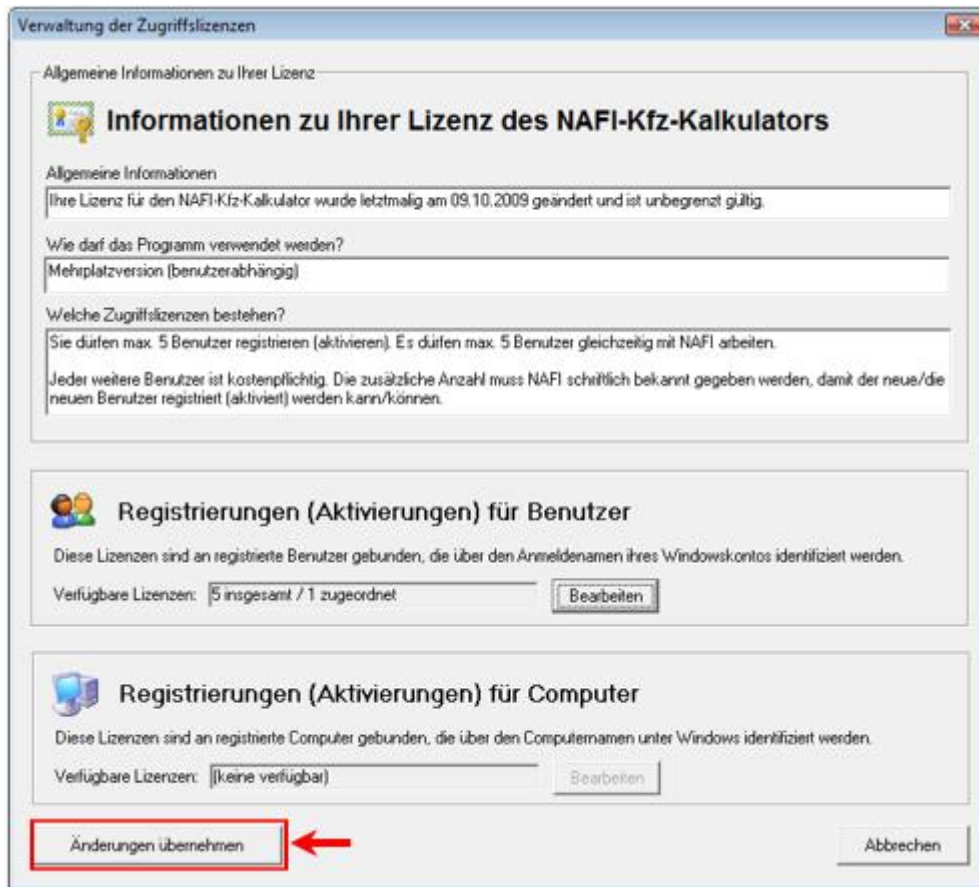 Verwaltung der Zugriffslizenzen
Allgemeine Informationen zu Ihrer Lizenz
Informationen zu Ihrer Lizenz des NAFI-Kfz-Kalkulators
Allgemeine Informationen
Ihre Lizenz für den NAFI-Kfz-Kalkulator wurde letztmalig am 09.10.2009 geändert und ist unbegrenzt gültig.
Wie darf das Programm verwendet werden?
Mehrplatzversion (benutzerabhängig)
Welche Zugriffslizenzen bestehen?
Sie dürfen max. 5 Benutzer registrieren (aktivieren). Es dürfen max. 5 Benutzer gleichzeitig mit NAFI arbeiten.
Jeder weitere Benutzer ist kostenpflichtig. Die zusätzliche Anzahl muss NAFI schriftlich bekannt gegeben werden, damit der neue/die
neuen Benutzer registriert (aktiviert) werden kann/können.
Registrierungen (Aktivierungen) für Benutzer
Diese Lizenzen sind an registrierte Benutzer gebunden, die über den Anmeldenamen ihres Windowskontos identifiziert werden.
Verfügbare Lizenzen: 5 insgesamt / 1 zugeordnet Bearbeiten
Registrierungen (Aktivierungen) für Computer
Diese Lizenzen sind an registrierte Computer gebunden, die über den Computernamen unter Windows identifiziert werden.
Verfügbare Lizenzen: (keine verfügbar) Bearbeiten
Änderungen übernehmen Abbrechen